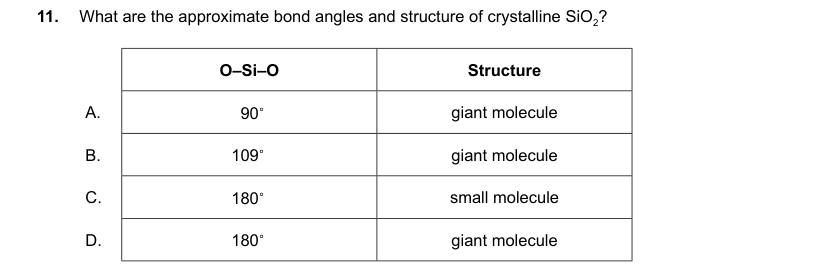 11. What are the approximate bond angles and structure of crystalline SiO₂?
O–Si–O Structure
A. 90° giant molecule
B. 109° giant molecule
C. 180° small molecule
D. 180° giant molecule